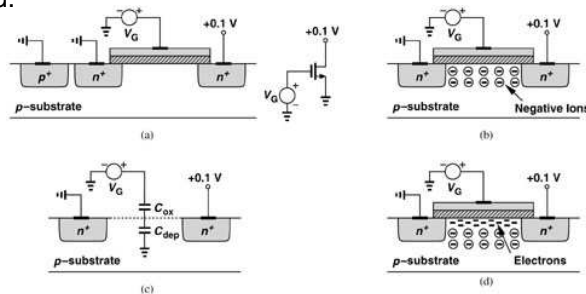 u.
+0.1 V
V_G
p+
n+
n+
p-substrate
(a)
+0.1 V
V_G
+0.1 V
V_G
n+
n+
Negative Ions
p-substrate
(b)
+0.1 V
V_G
C_ox
C_dep
n+
n+
p-substrate
(c)
+0.1 V
V_G
n+
n+
Electrons
p-substrate
(d)